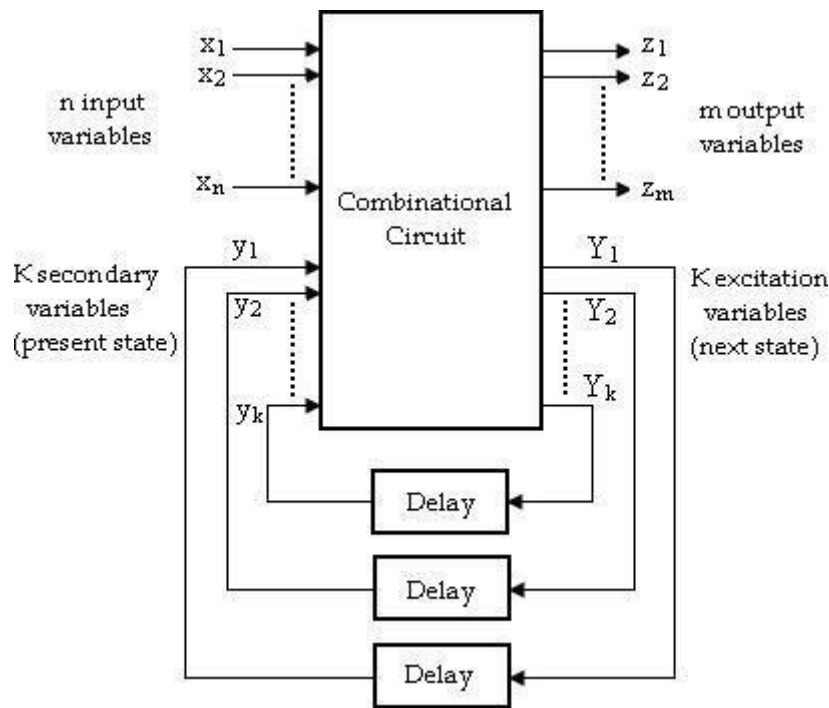 x1
x2
n input
variables
xn
Combinational
Circuit
z1
z2
m output
variables
zm
y1
y2
K secondary
variables
(present state)
yk
Y1
Y2
K excitation
variables
(next state)
Yk
Delay
Delay
Delay